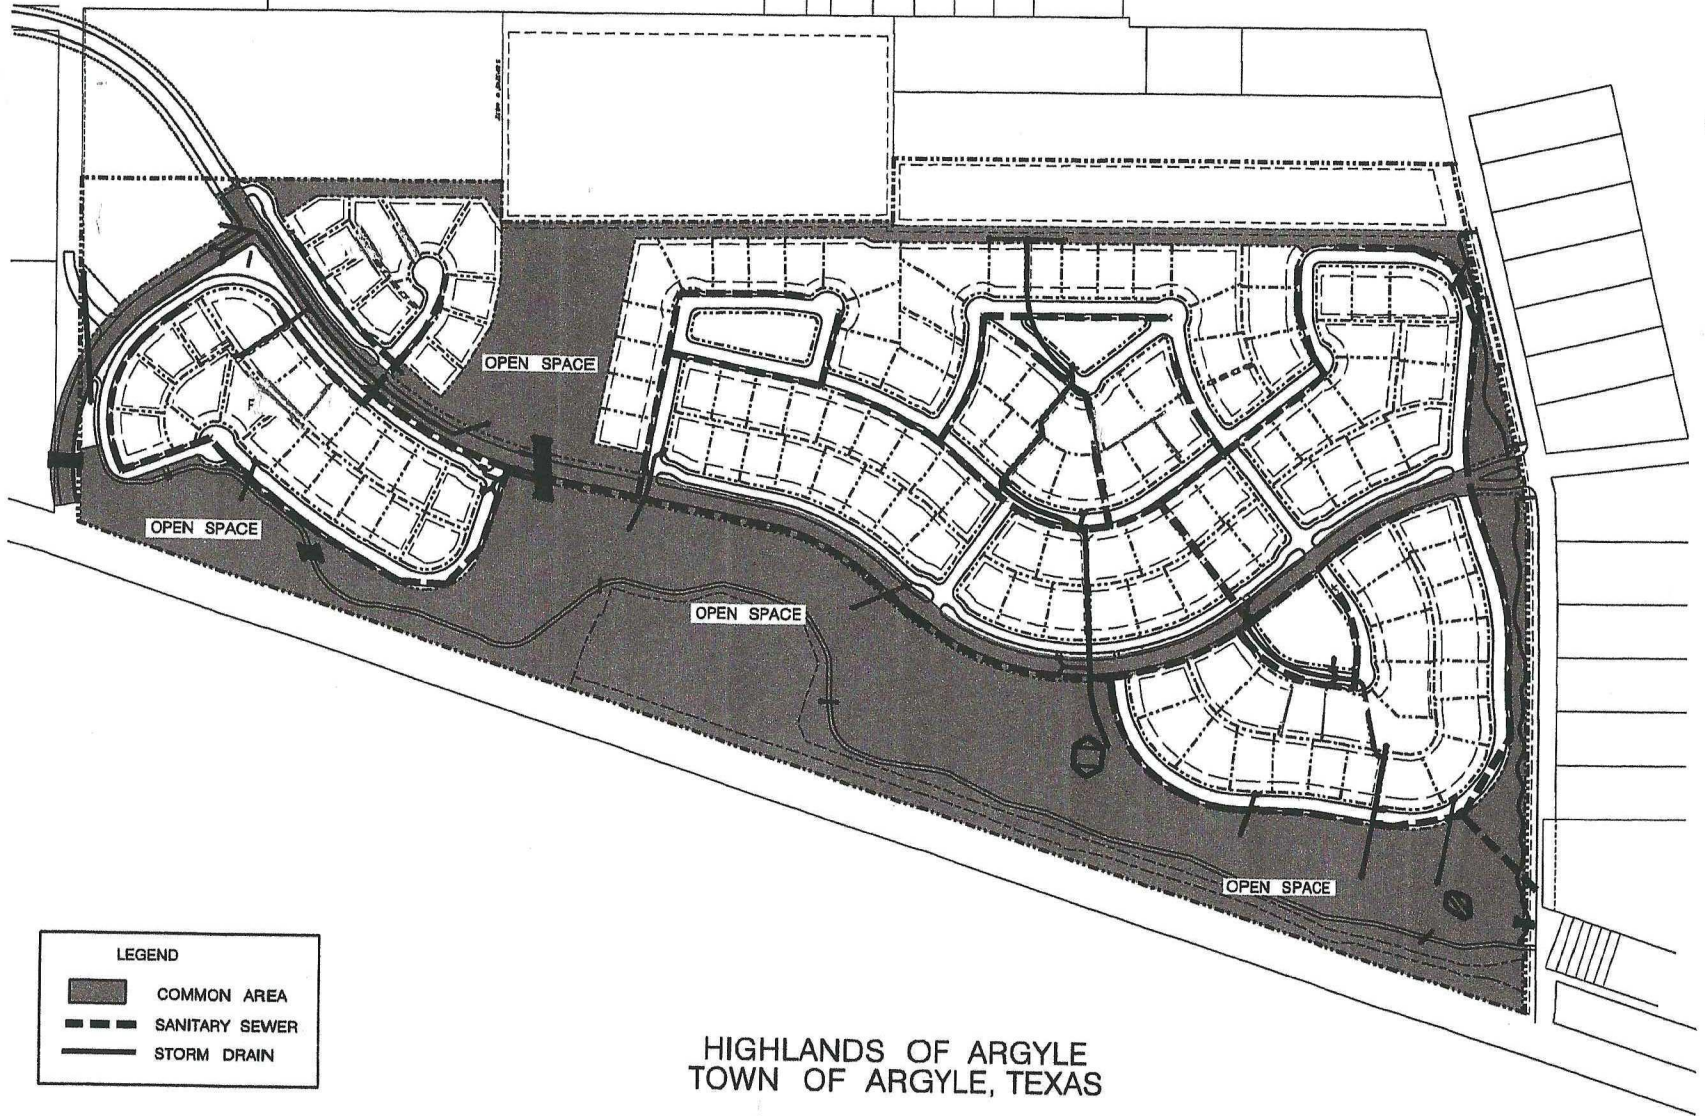 OPEN SPACE
OPEN SPACE
OPEN SPACE
OPEN SPACE
LEGEND
COMMON AREA
SANITARY SEWER
STORM DRAIN
HIGHLANDS OF ARGYLE
TOWN OF ARGYLE, TEXAS